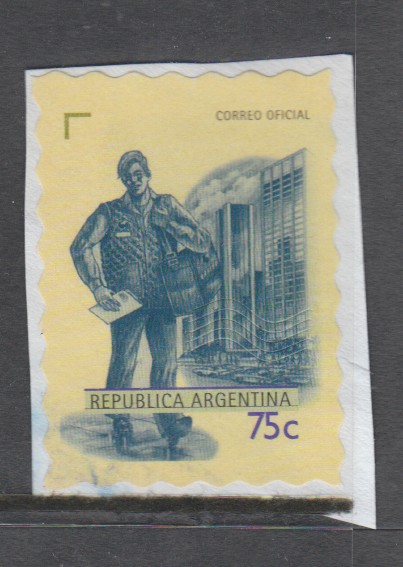 CORREO OFICIAL
REPUBLICA ARGENTINA
75c